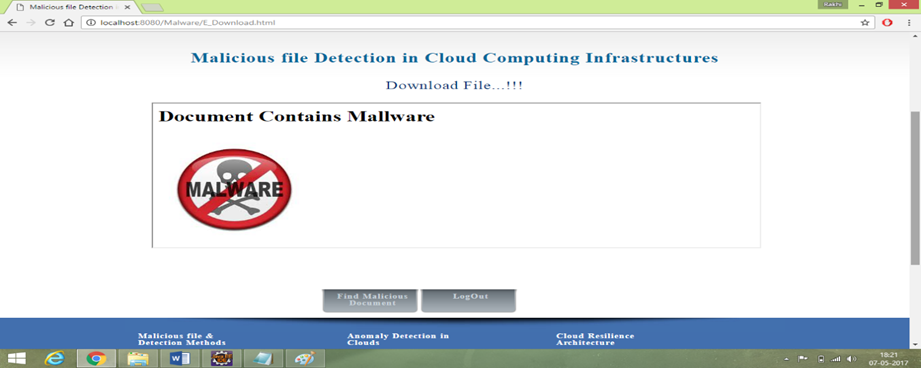 Malicious file Detection
Rakhi
localhost:8080/Malware/E_Download.html
Malicious file Detection in Cloud Computing Infrastructures
Download File...!!!
Document Contains Mallware
MALWARE
Find Malicious
Document
LogOut
Malicious file &
Detection Methods
Anomaly Detection in
Clouds
Cloud Resilience
Architecture
18:21
07-05-2017